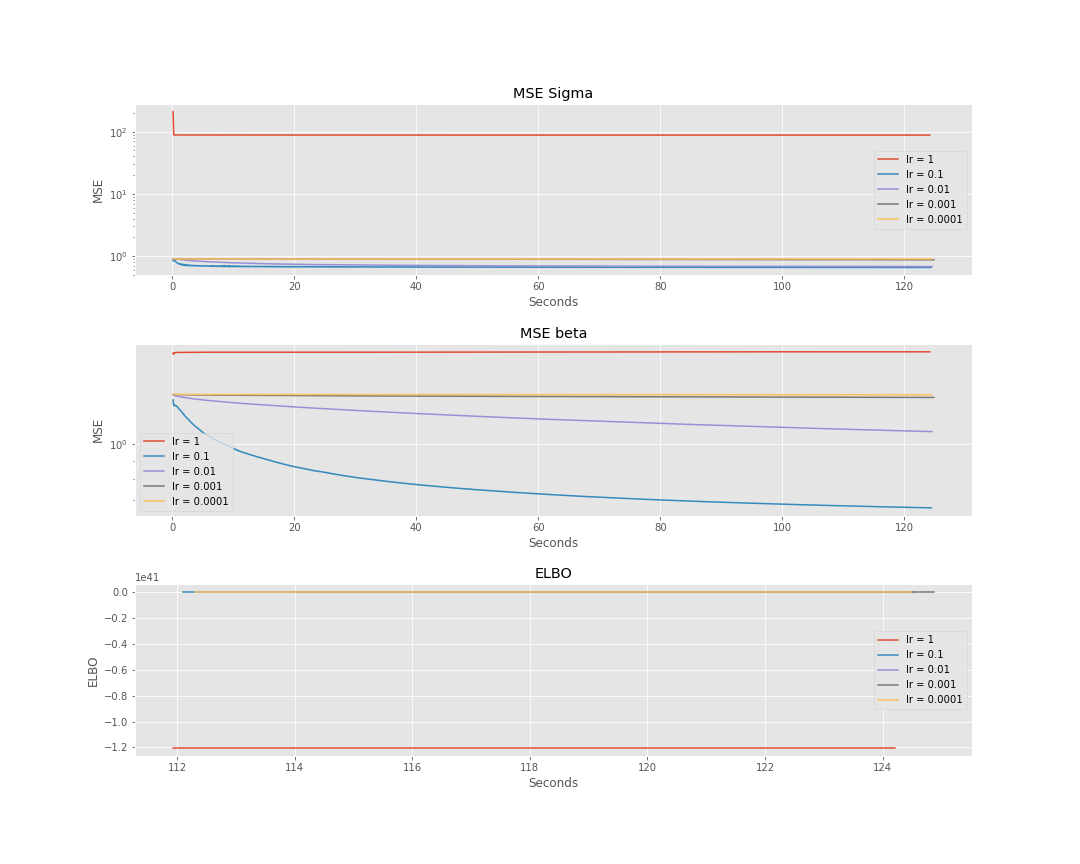 MSE Sigma
MSE
10²
10¹
10⁰
lr = 1
lr = 0.1
lr = 0.01
lr = 0.001
lr = 0.0001
0 20 40 60 80 100 120
Seconds
MSE beta
MSE
10⁰
lr = 1
lr = 0.1
lr = 0.01
lr = 0.001
lr = 0.0001
0 20 40 60 80 100 120
Seconds
ELBO
1e41
ELBO
0.0
−0.2
−0.4
−0.6
−0.8
−1.0
−1.2
lr = 1
lr = 0.1
lr = 0.01
lr = 0.001
lr = 0.0001
112 114 116 118 120 122 124
Seconds